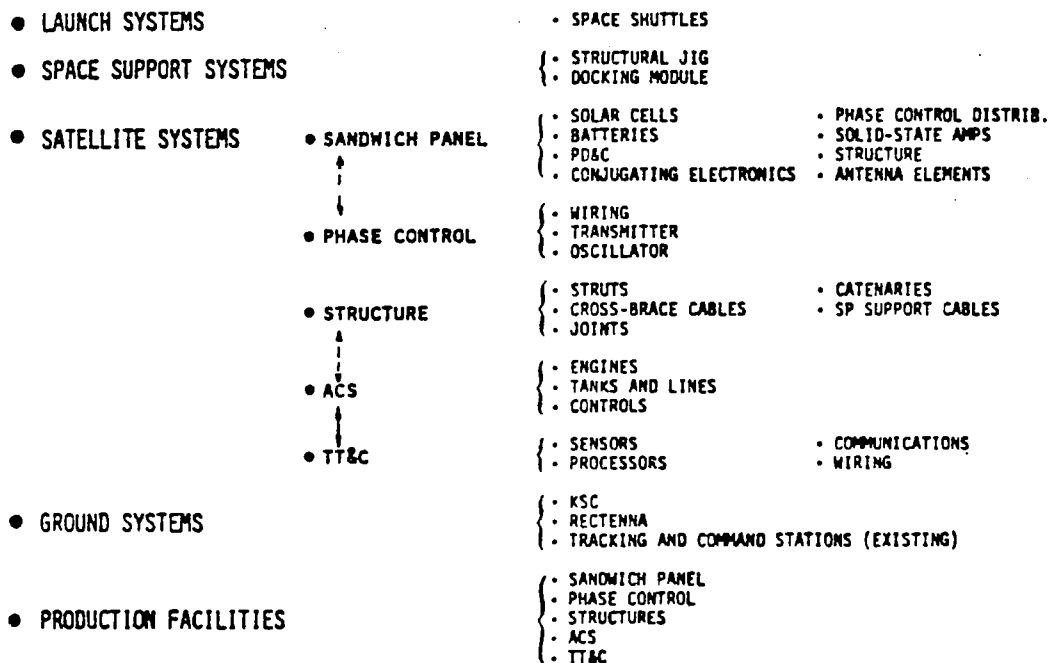 • LAUNCH SYSTEMS • SPACE SHUTTLES
• SPACE SUPPORT SYSTEMS • STRUCTURAL JIG
• DOCKING MODULE
• SATELLITE SYSTEMS • SANDWICH PANEL • SOLAR CELLS • PHASE CONTROL DISTRIB.
• BATTERIES • SOLID-STATE AMPS
• PD&C • STRUCTURE
• CONJUGATING ELECTRONICS • ANTENNA ELEMENTS
• PHASE CONTROL • WIRING
• TRANSMITTER
• OSCILLATOR
• STRUCTURE • STRUTS • CATENARIES
• CROSS-BRACE CABLES • SP SUPPORT CABLES
• JOINTS
• ACS • ENGINES
• TANKS AND LINES
• CONTROLS
• TT&C • SENSORS • COMMUNICATIONS
• PROCESSORS • WIRING
• GROUND SYSTEMS • KSC
• RECTENNA
• TRACKING AND COMMAND STATIONS (EXISTING)
• PRODUCTION FACILITIES • SANDWICH PANEL
• PHASE CONTROL
• STRUCTURES
• ACS
• TT&C